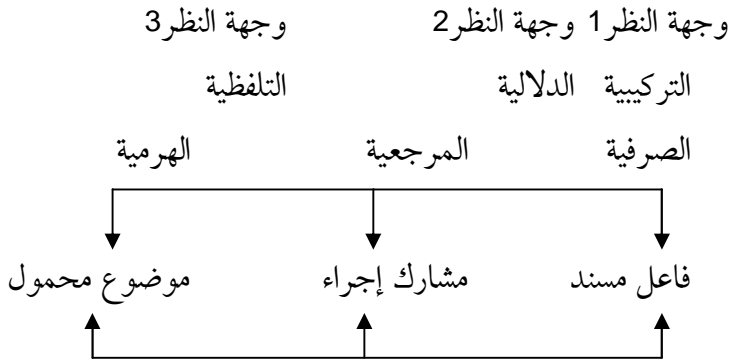 وجهة النظر1 وجهة النظر2 وجهة النظر3
التركيبية الدلالية التلفظية
الصرفية المرجعية الهرمية
فاعل مسند مشارك إجراء موضوع محمول